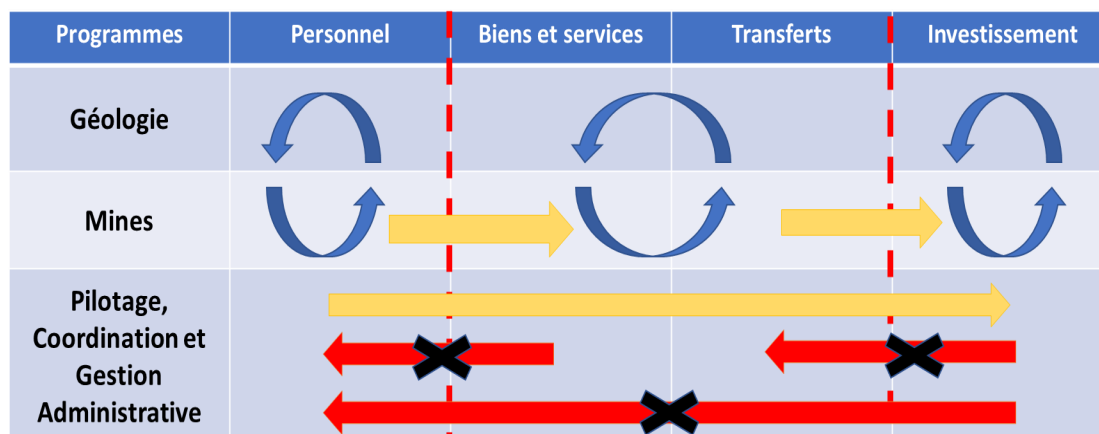 Programmes Personnel Biens et services Transferts Investissement
Géologie
Mines
Pilotage,
Coordination et
Gestion
Administrative